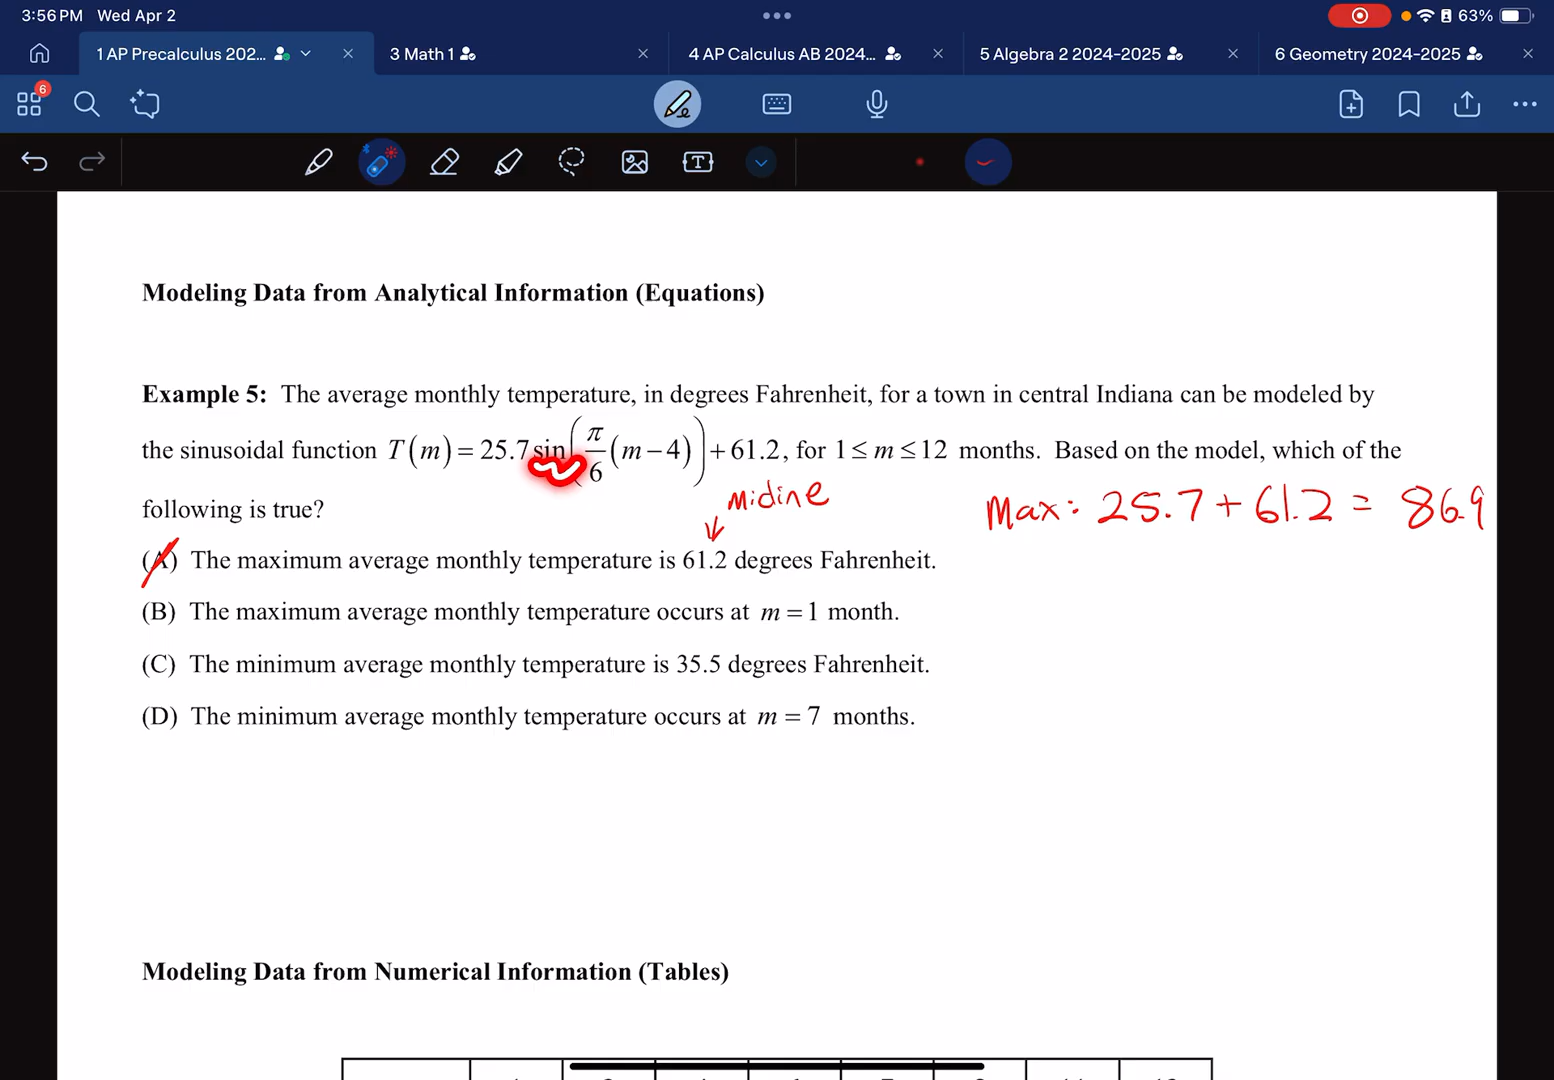 3:56 PM Wed Apr 2
63%
1 AP Precalculus 202...
3 Math 1
4 AP Calculus AB 2024...
5 Algebra 2 2024-2025
6 Geometry 2024-2025
6
T
Modeling Data from Analytical Information (Equations)
Example 5: The average monthly temperature, in degrees Fahrenheit, for a town in central Indiana can be modeled by
the sinusoidal function T(m) = 25.7 sin(π/6 (m − 4)) + 61.2, for 1 ≤ m ≤ 12 months. Based on the model, which of the
following is true?
midine
Max: 25.7 + 61.2 = 86.9
(A) The maximum average monthly temperature is 61.2 degrees Fahrenheit.
(B) The maximum average monthly temperature occurs at m = 1 month.
(C) The minimum average monthly temperature is 35.5 degrees Fahrenheit.
(D) The minimum average monthly temperature occurs at m = 7 months.
Modeling Data from Numerical Information (Tables)